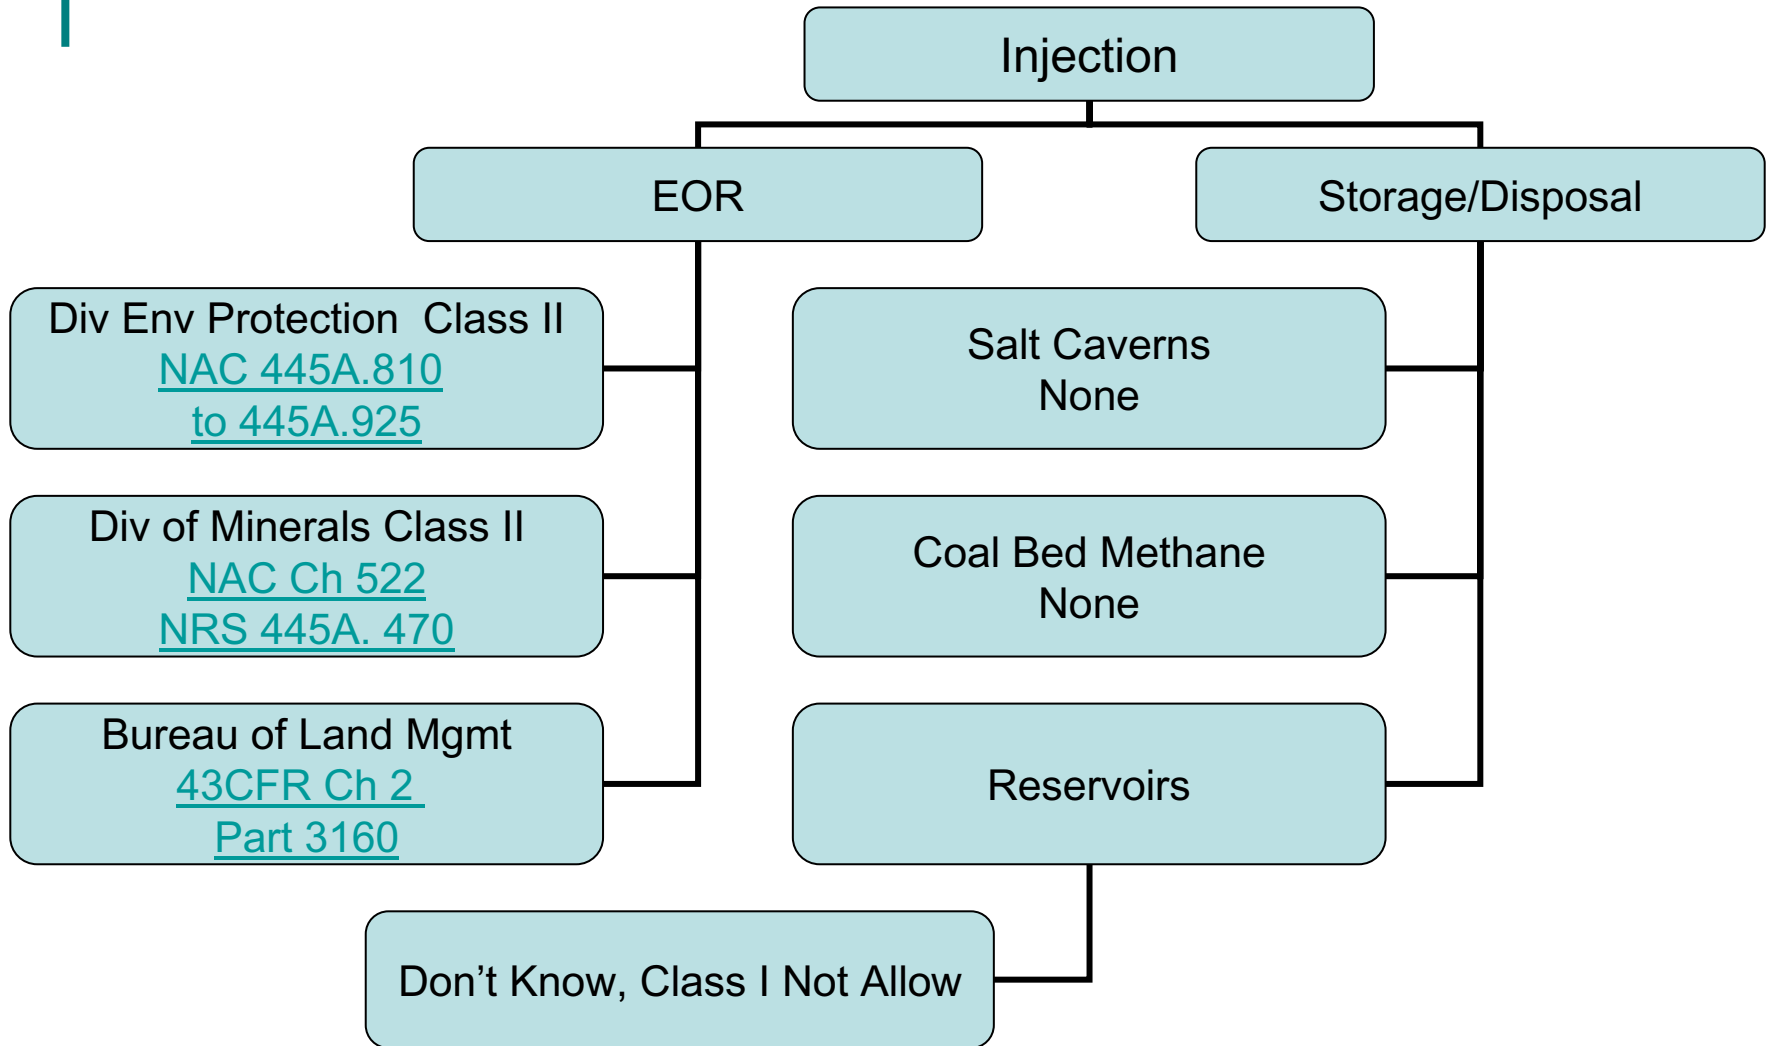 Injection
EOR
Storage/Disposal
Div Env Protection  Class II
NAC 445A.810
to 445A.925
Salt Caverns
None
Div of Minerals Class II
NAC Ch 522
NRS 445A. 470
Coal Bed Methane
None
Bureau of Land Mgmt
43CFR Ch 2
Part 3160
Reservoirs
Don’t Know, Class I Not Allow